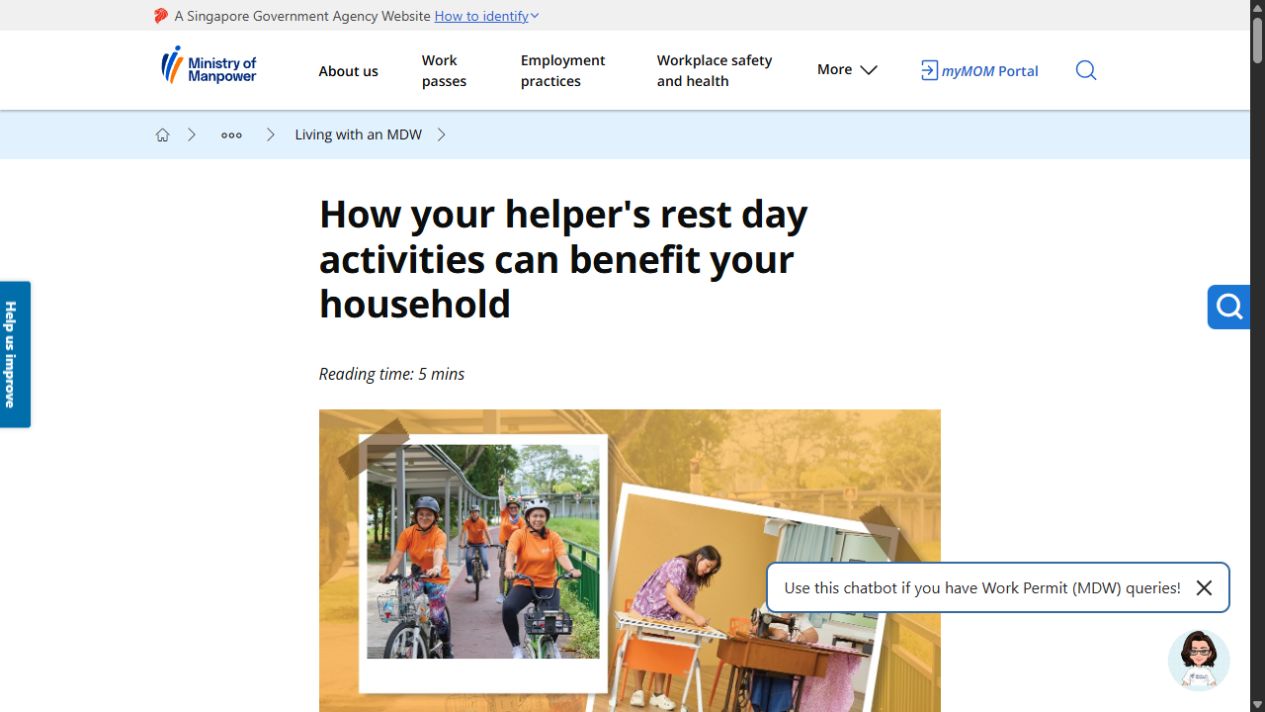 A Singapore Government Agency Website How to identify
Ministry of
Manpower
About us
Work
passes
Employment
practices
Workplace safety
and health
More
myMOM Portal
Living with an MDW
How your helper's rest day
activities can benefit your
household
Reading time: 5 mins
Help us improve
Use this chatbot if you have Work Permit (MDW) queries!